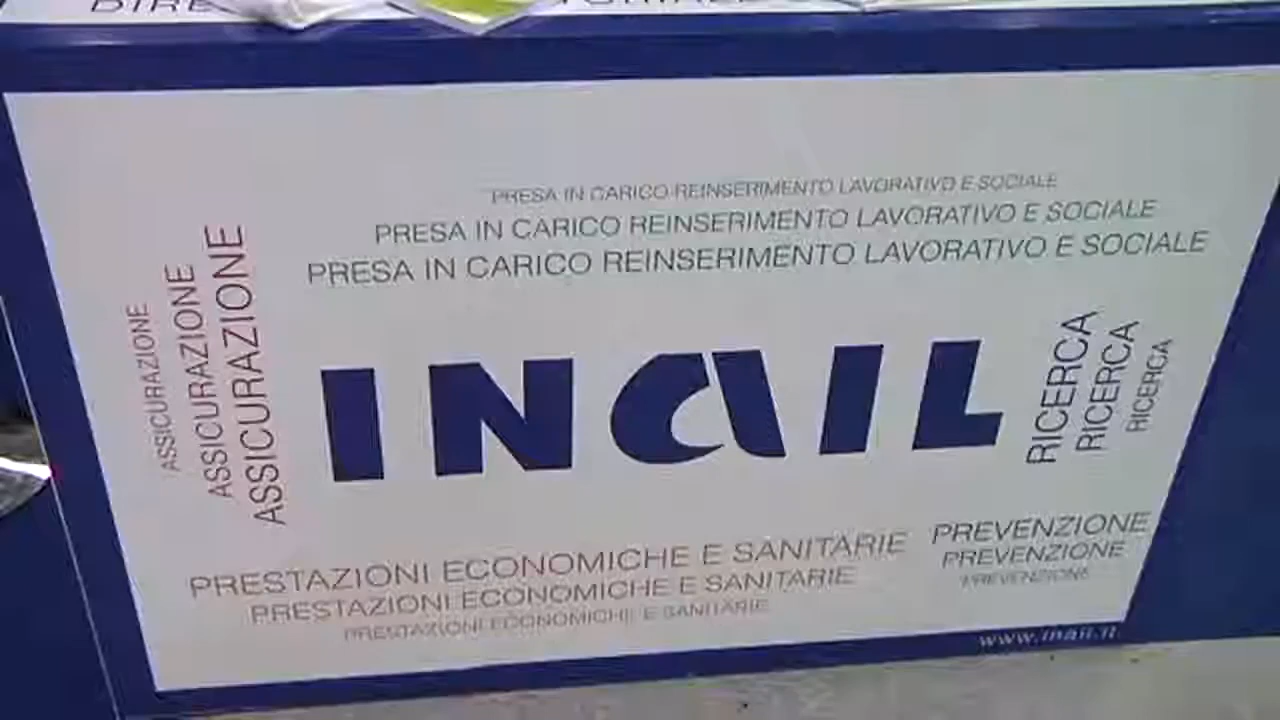 PRESA IN CARICO REINSERIMENTO LAVORATIVO E SOCIALE
PRESA IN CARICO REINSERIMENTO LAVORATIVO E SOCIALE
PRESA IN CARICO REINSERIMENTO LAVORATIVO E SOCIALE
ASSICURAZIONE
ASSICURAZIONE
ASSICURAZIONE
INAIL
RICERCA
RICERCA
RICERCA
PRESTAZIONI ECONOMICHE E SANITARIE
PRESTAZIONI ECONOMICHE E SANITARIE
PRESTAZIONI ECONOMICHE E SANITARIE
PREVENZIONE
PREVENZIONE
PREVENZIONE
www.inail.it